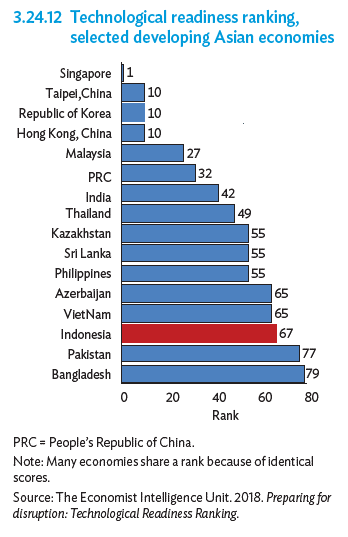 3.24.12 Technological readiness ranking,
selected developing Asian economies
Singapore 1
Taipei,China 10
Republic of Korea 10
Hong Kong, China 10
Malaysia 27
PRC 32
India 42
Thailand 49
Kazakhstan 55
Sri Lanka 55
Philippines 55
Azerbaijan 65
VietNam 65
Indonesia 67
Pakistan 77
Bangladesh 79
0 20 40 60 80
Rank
PRC = People's Republic of China.
Note: Many economies share a rank because of identical
scores.
Source: The Economist Intelligence Unit. 2018. Preparing for
disruption: Technological Readiness Ranking.